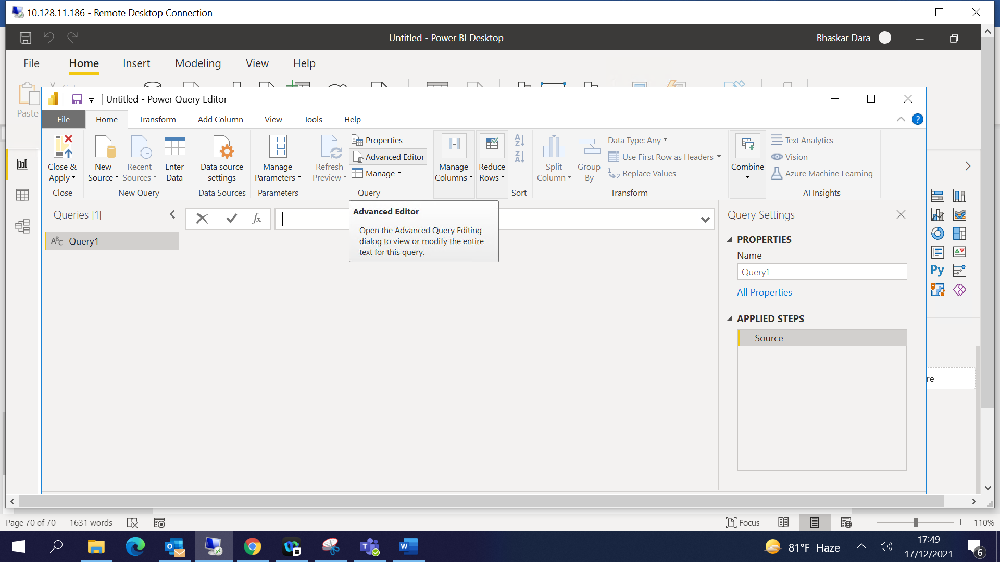 10.128.11.186 - Remote Desktop Connection
Untitled - Power BI Desktop
Bhaskar Dara
File Home Insert Modeling View Help
Paste
Untitled - Power Query Editor
File Home Transform Add Column View Tools Help
?
Close & Apply
New Source
Recent Sources
Enter Data
Data source settings
Manage Parameters
Refresh Preview
Properties
Advanced Editor
Manage
Manage Columns
Reduce Rows
Split Column
Group By
Data Type: Any
Use First Row as Headers
Replace Values
Combine
Text Analytics
Vision
Azure Machine Learning
Close
New Query
Data Sources
Parameters
Query
Sort
Transform
AI Insights
Queries [1]
ABC Query1
fx
Advanced Editor
Open the Advanced Query Editing
dialog to view or modify the entire
text for this query.
Query Settings
PROPERTIES
Name
Query1
All Properties
APPLIED STEPS
Source
Py
re
Page 70 of 70 1631 words
Focus
110%
81°F Haze
17:49
17/12/2021
6